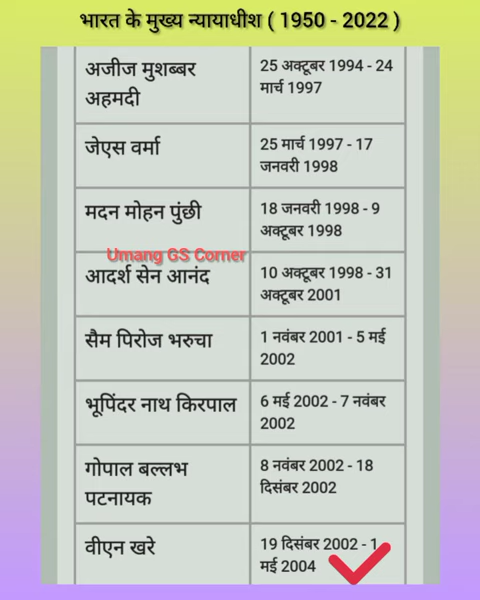 भारत के मुख्य न्यायाधीश ( 1950 - 2022 )
अजीज मुशब्बर
अहमदी
25 अक्टूबर 1994 - 24
मार्च 1997
जेएस वर्मा
25 मार्च 1997 - 17
जनवरी 1998
मदन मोहन पुंछी
18 जनवरी 1998 - 9
अक्टूबर 1998
Umang GS Corner
आदर्श सेन आनंद
10 अक्टूबर 1998 - 31
अक्टूबर 2001
सैम पिरोज भरुचा
1 नवंबर 2001 - 5 मई
2002
भूपिंदर नाथ किरपाल
6 मई 2002 - 7 नवंबर
2002
गोपाल बल्लभ
पटनायक
8 नवंबर 2002 - 18
दिसंबर 2002
वीएन खरे
19 दिसंबर 2002 - 1
मई 2004